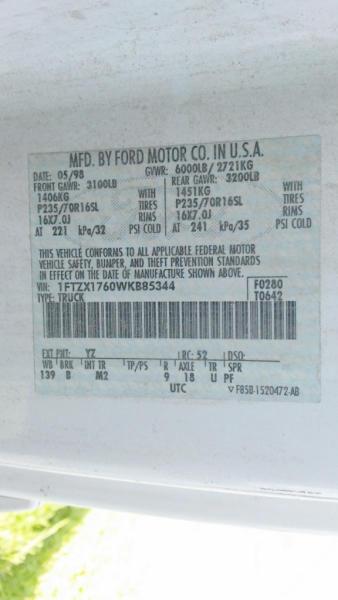 MFD. BY FORD MOTOR CO. IN U.S.A.
DATE: 05/98 GVWR: 6000LB/ 2721KG
FRONT GAWR: 3100LB REAR GAWR: 3200LB
1406KG WITH 1451KG WITH
P235/70R16SL TIRES P235/70R16SL TIRES
16X7.0J RIMS 16X7.0J RIMS
AT 221 kPa/32 PSI COLD AT 241 kPa/35 PSI COLD
THIS VEHICLE CONFORMS TO ALL APPLICABLE FEDERAL MOTOR
VEHICLE SAFETY, BUMPER, AND THEFT PREVENTION STANDARDS
IN EFFECT ON THE DATE OF MANUFACTURE SHOWN ABOVE.
VIN: 1FTZX1760WKB85344 F0280
TYPE: TRUCK T0642
EXT PNT: YZ RC: 52 DSO:
WB BRK INT TR TP/PS R AXLE TR SPR
139 B M2 9 18 U PF
UTC F85B-1520472-AB